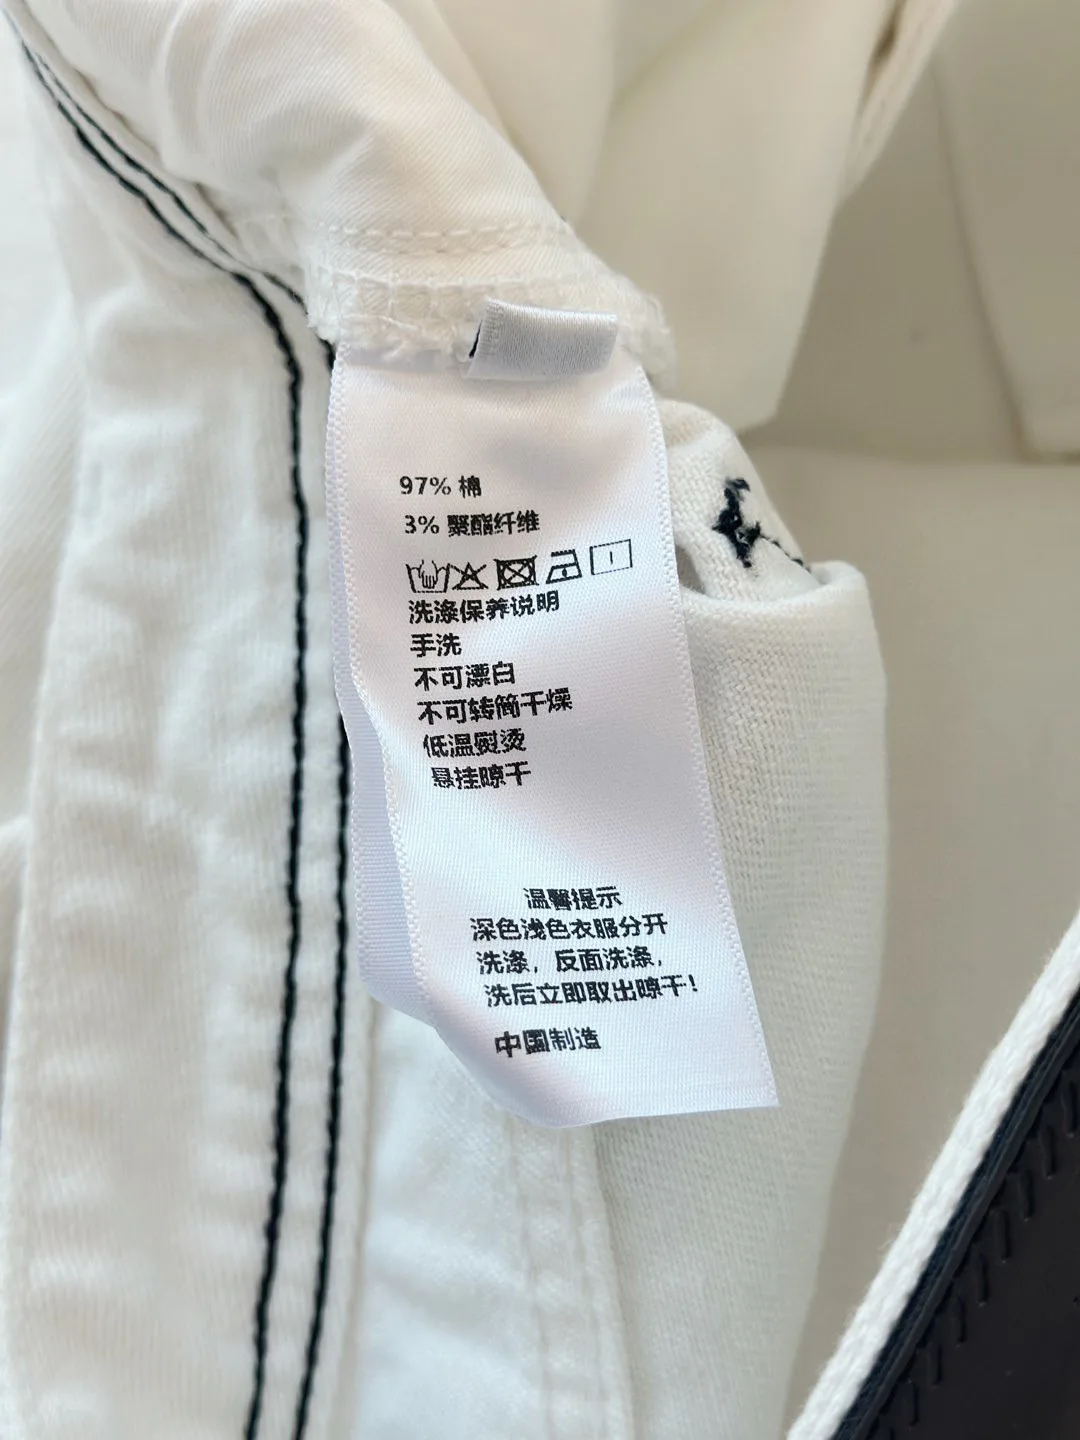 97% 棉
3% 聚酯纤维
洗涤保养说明
手洗
不可漂白
不可转筒干燥
低温熨烫
悬挂晾干
温馨提示
深色浅色衣服分开
洗涤，反面洗涤，
洗后立即取出晾干！
中国制造